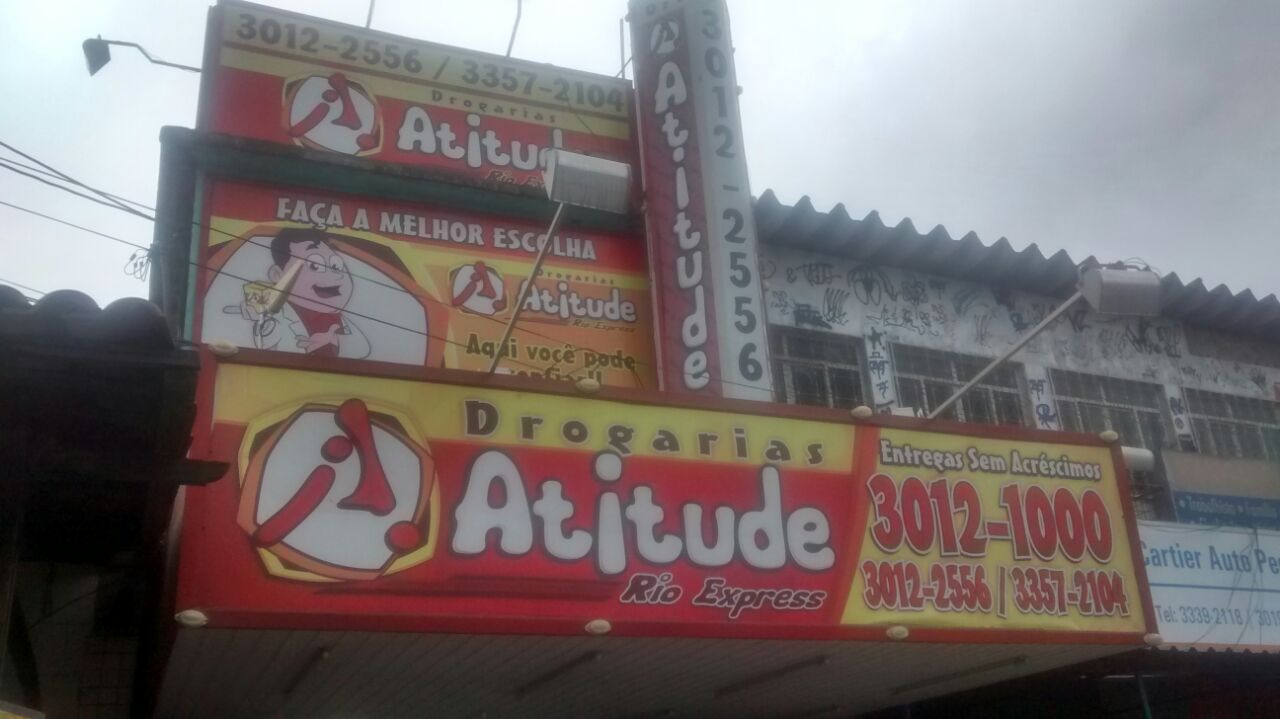 3012-2556 / 3357-2104
Drogarias
Atitude
Rio
FAÇA A MELHOR ESCOLHA
Drogarias
Atitude
Rio Express
Aqui você pode
Atitude
3012-2556
Drogarias
Atitude
Rio Express
Entregas Sem Acréscimos
3012-1000
3012-2556 / 3357-2104
Cartier Auto
Tel: 3339-2118 /